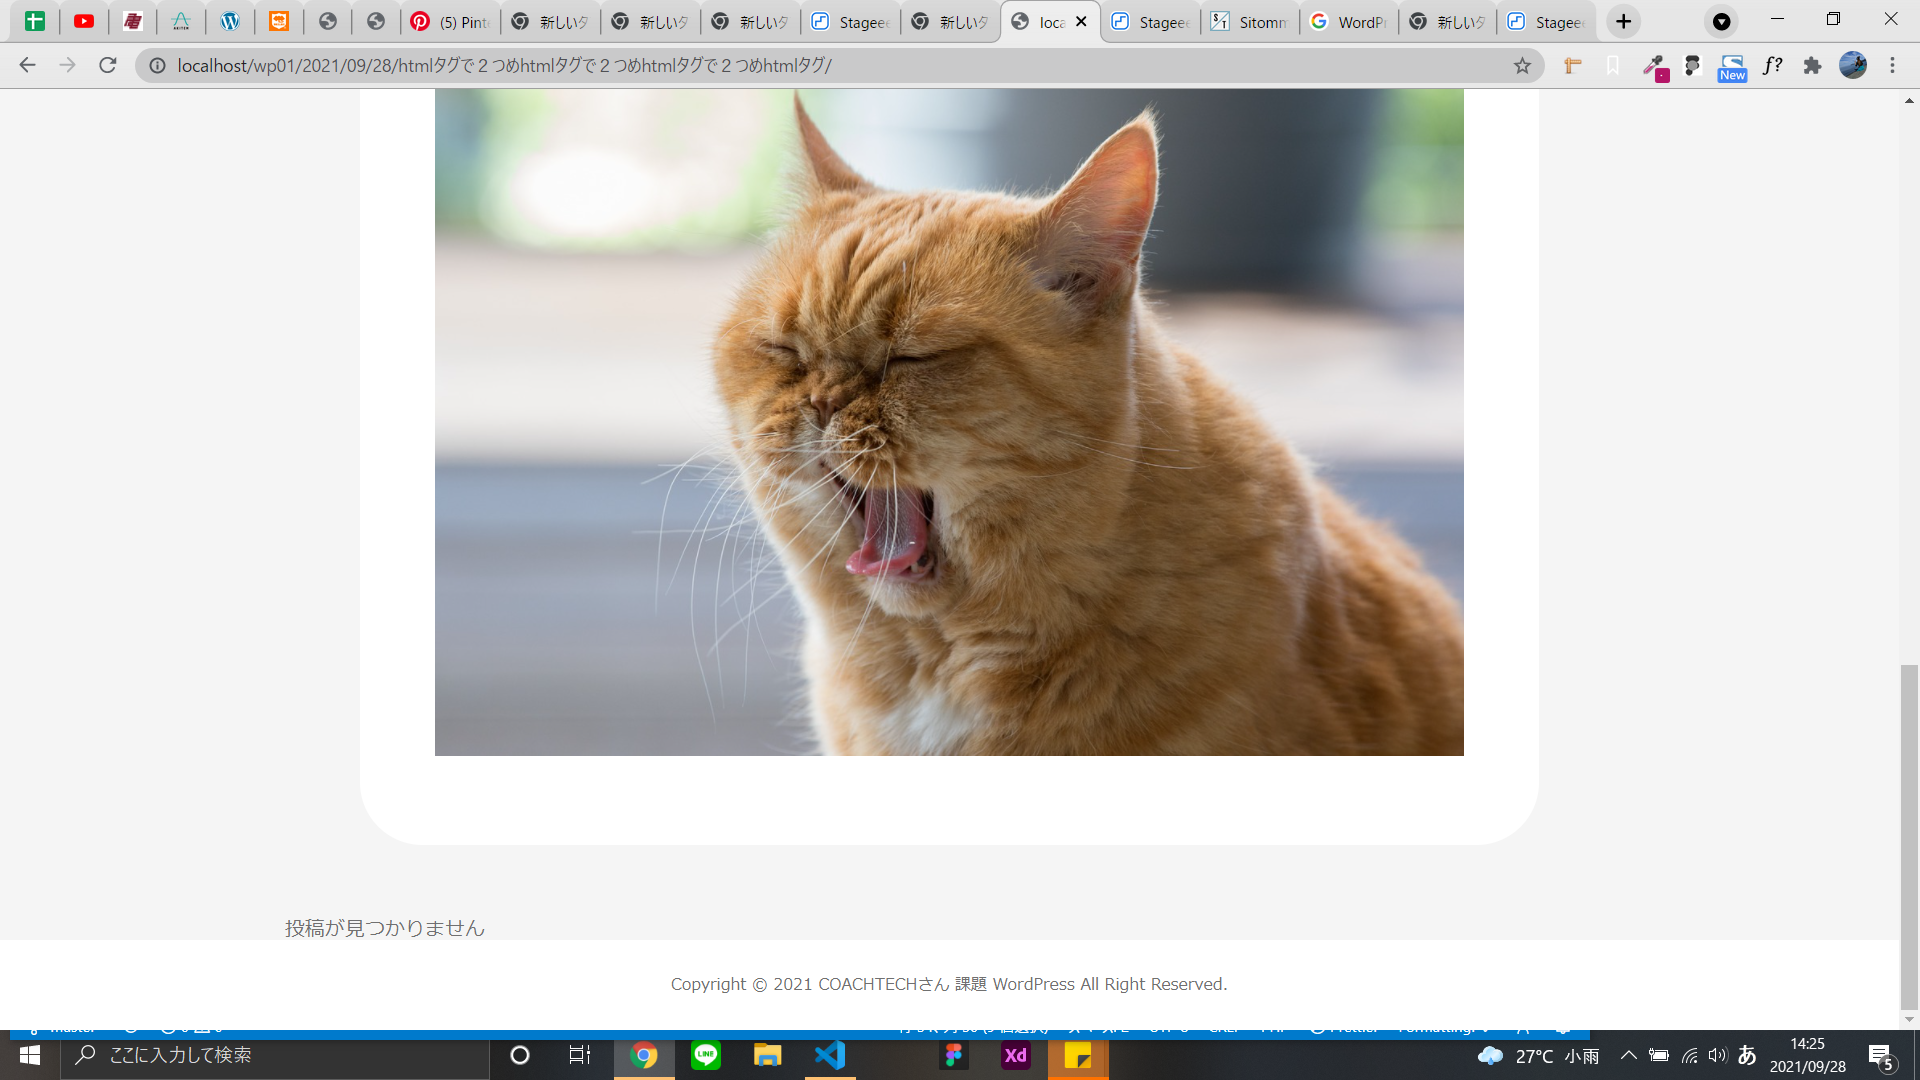 (5) Pint
新しいタ
新しいタ
新しいタ
Stagee
新しいタ
loca
Stagee
Sitomm
WordPr
新しいタ
Stagee
localhost/wp01/2021/09/28/htmlタグで２つめhtmlタグで２つめhtmlタグで２つめhtmlタグ/
New
f?
投稿が見つかりません
Copyright © 2021 COACHTECHさん 課題 WordPress All Right Reserved.
ここに入力して検索
LINE
Xd
27°C 小雨
あ
14:25
2021/09/28
5